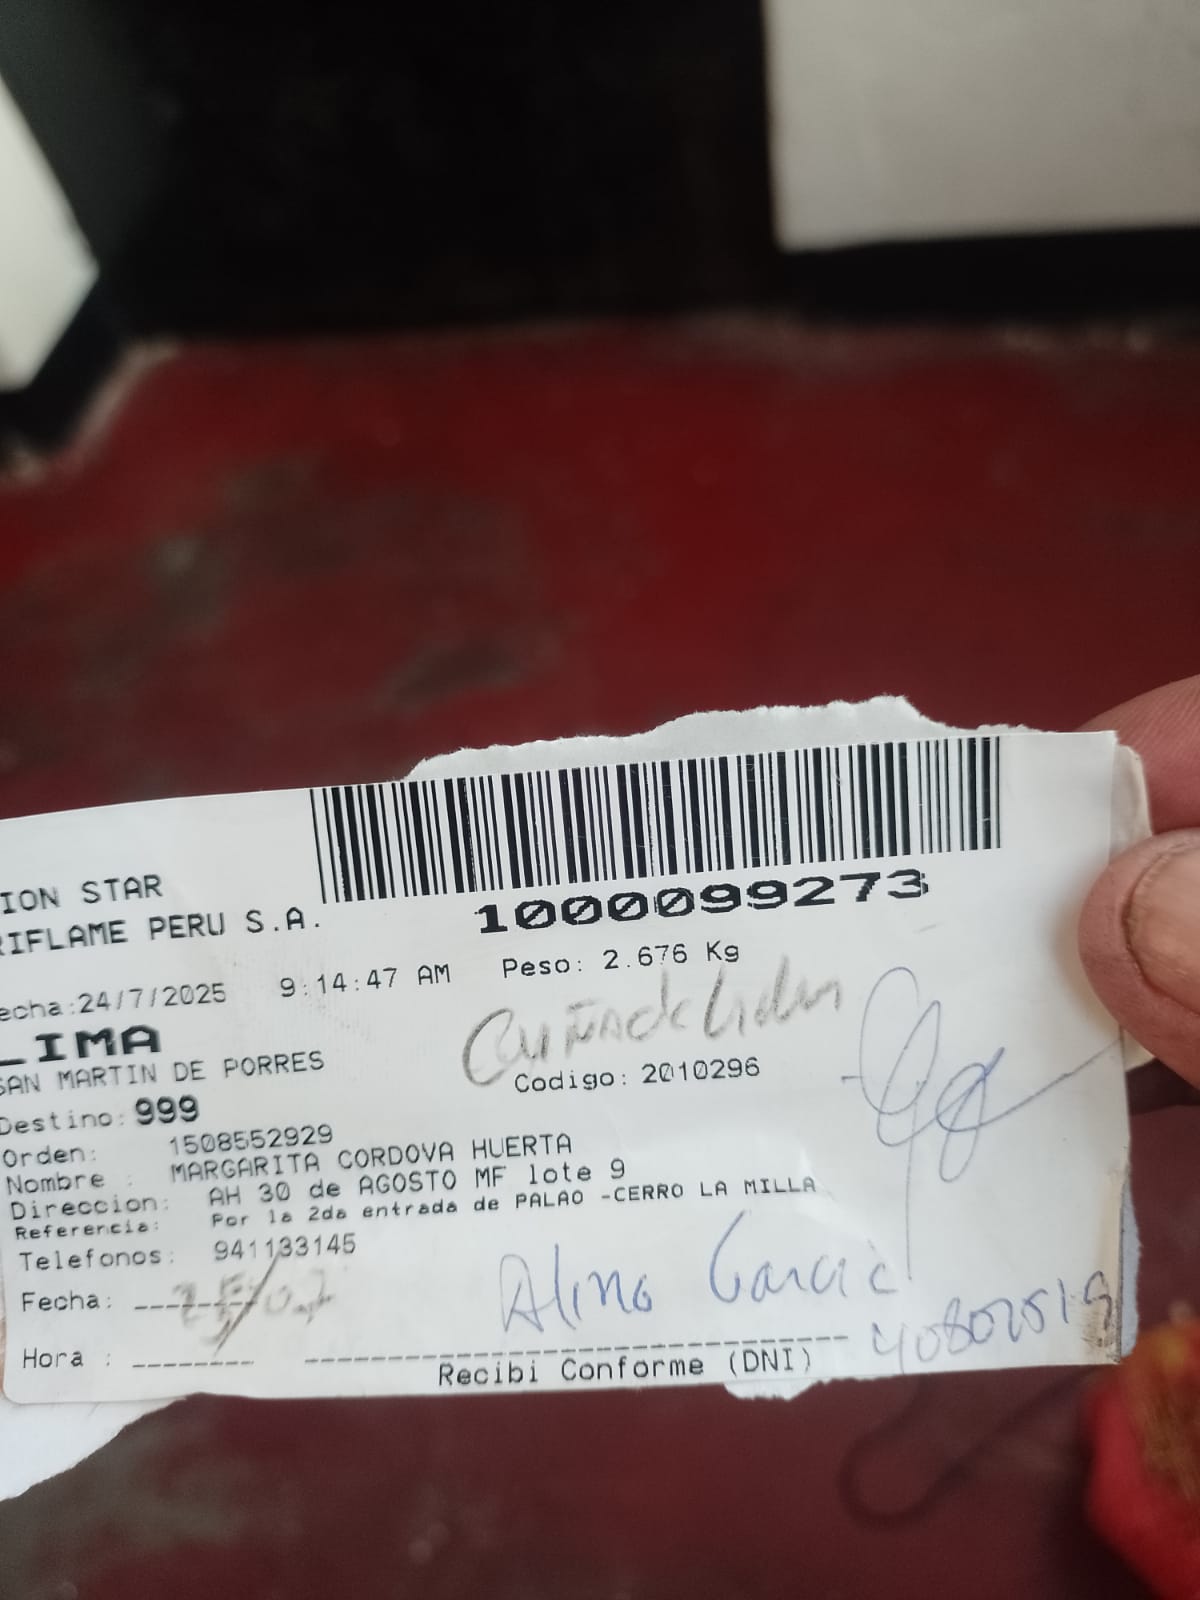 ION STAR
RIFLAME PERU S.A.
1000099273
echa:24/7/2025 9:14:47 AM Peso: 2.676 Kg
LIMA
SAN MARTIN DE PORRES
Codigo: 2010296
Destino: 999
Orden: 1508552929
Nombre : MARGARITA CORDOVA HUERTA
Direccion: AH 30 de AGOSTO MF lote 9
Referencia: Por la 2da entrada de PALAO -CERRO LA MILLA
Telefonos: 941133145
Fecha:
Garcia
Hora :
Recibi Conforme (DNI)